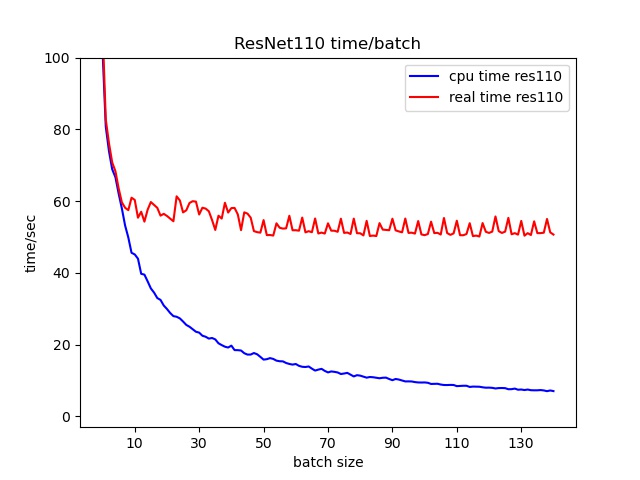 ResNet110 time/batch
cpu time res110
real time res110
time/sec
100
80
60
40
20
0
10 30 50 70 90 110 130
batch size